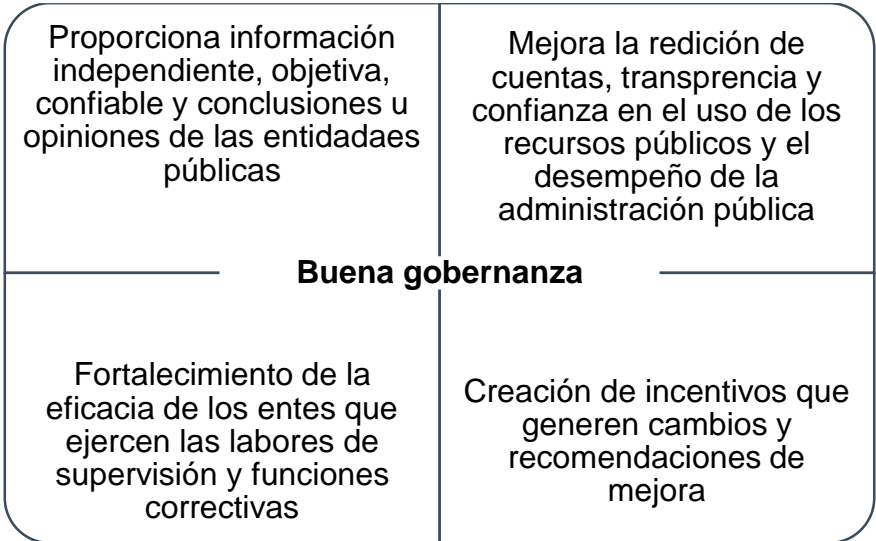 Proporciona información
independiente, objetiva,
confiable y conclusiones u
opiniones de las entidadaes
públicas
Mejora la redición de
cuentas, transprencia y
confianza en el uso de los
recursos públicos y el
desempeño de la
administración pública
Buena gobernanza
Fortalecimiento de la
eficacia de los entes que
ejercen las labores de
supervisión y funciones
correctivas
Creación de incentivos que
generen cambios y
recomendaciones de
mejora